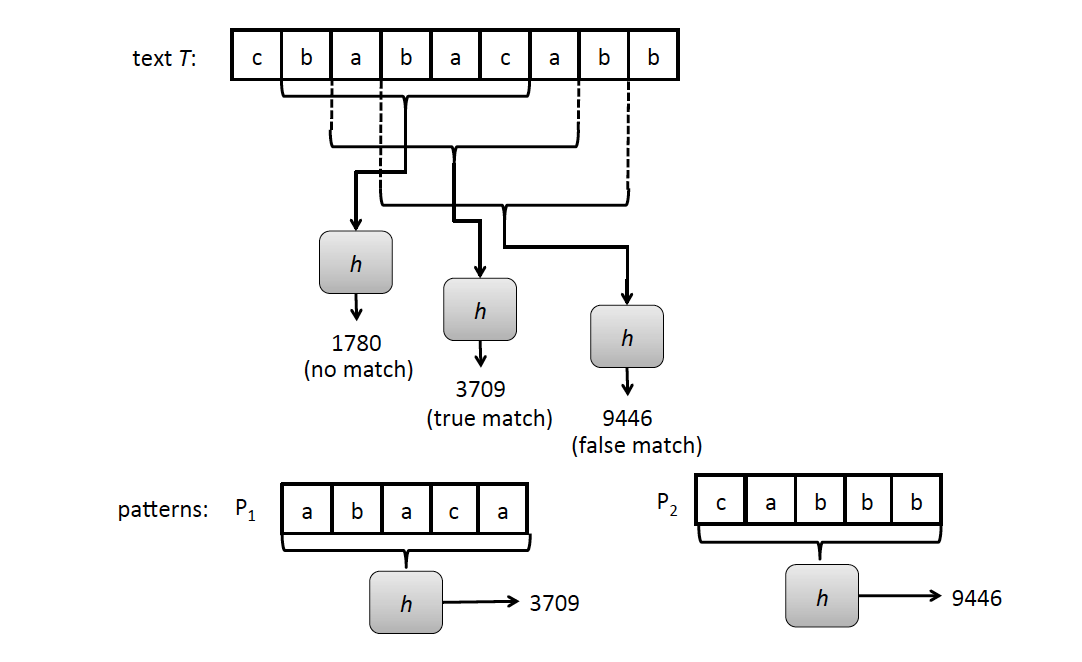 text T: c b a b a c a b b
h
h
h
1780
(no match)
3709
(true match)
9446
(false match)
patterns: P1 a b a c a
P2 c a b b b
h 3709
h 9446